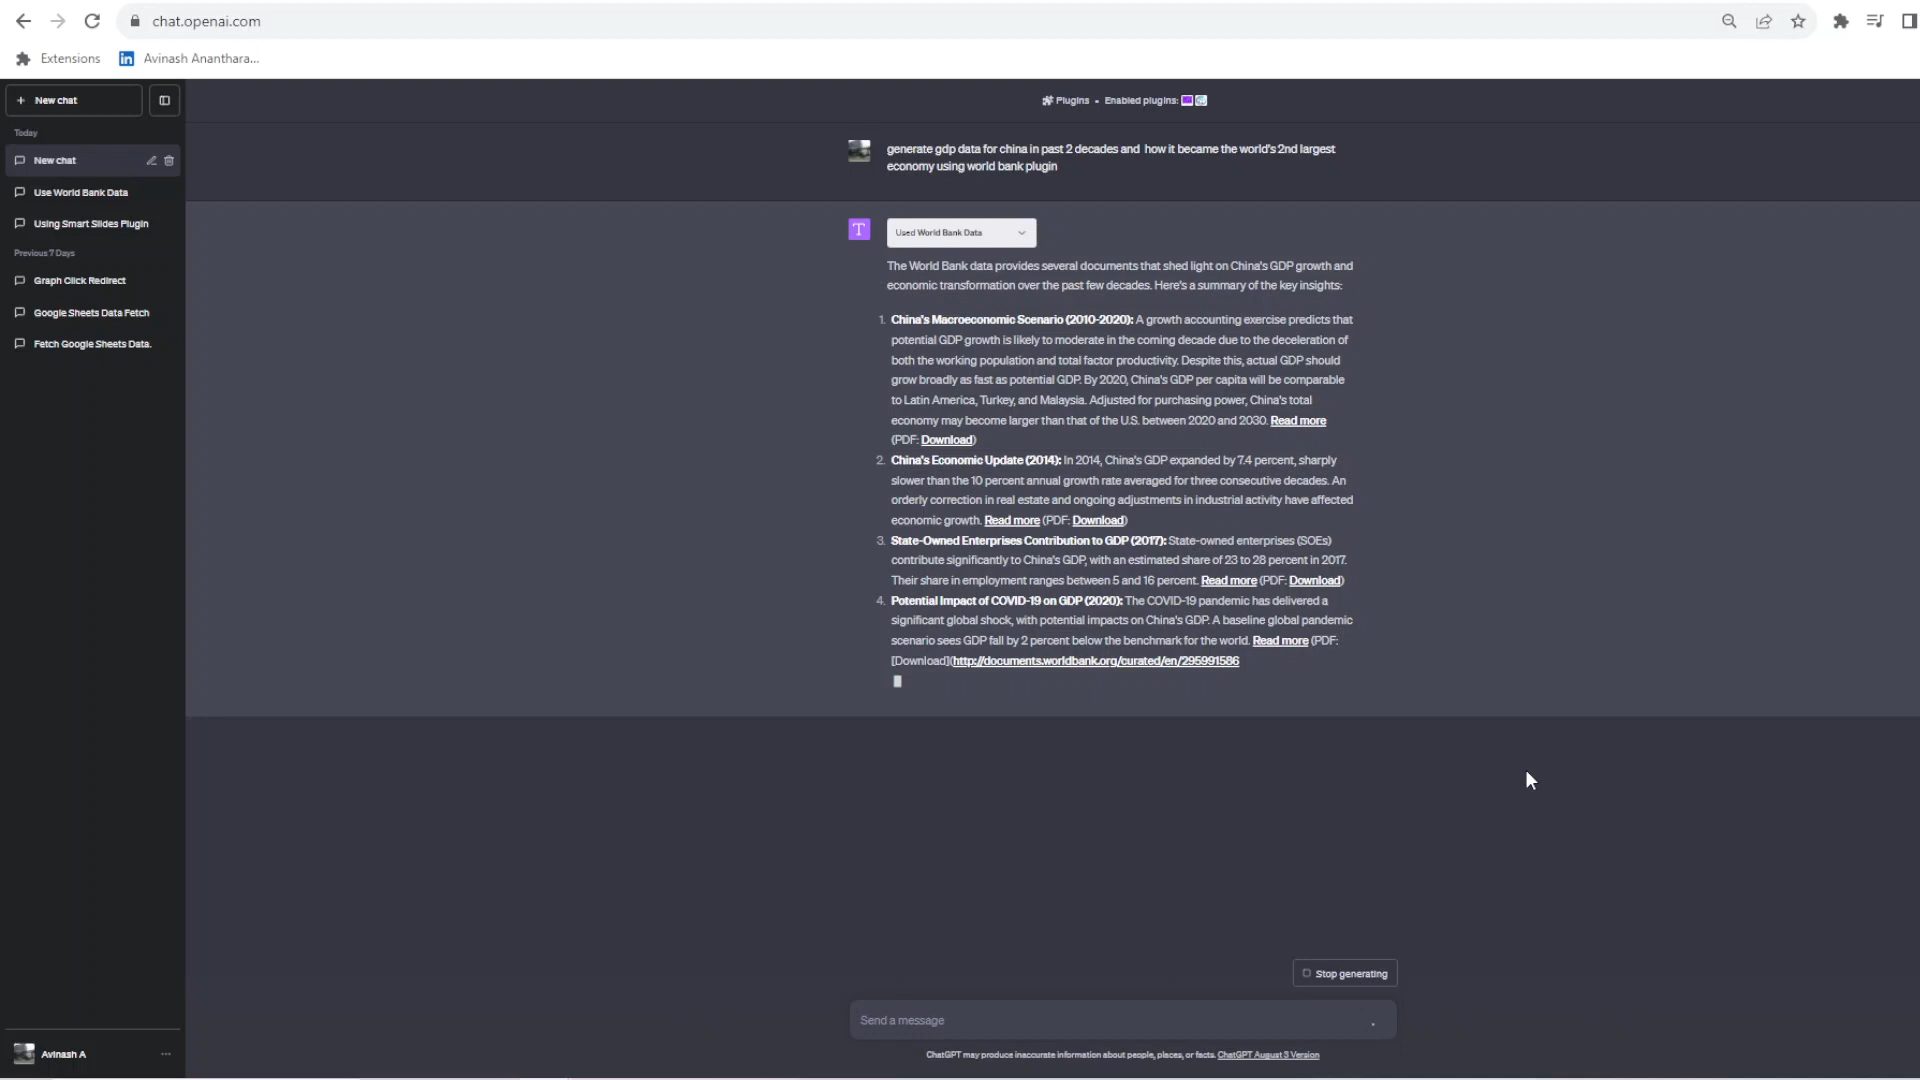 chat.openai.com
Extensions
Avinash Ananthara...
New chat
Plugins • Enabled plugins:
Today
New chat
Use World Bank Data
Using Smart Slides Plugin
Previous 7 Days
Graph Click Redirect
Google Sheets Data Fetch
Fetch Google Sheets Data.
generate gdp data for china in past 2 decades and how it became the world's 2nd largest
economy using world bank plugin
T
Used World Bank Data
The World Bank data provides several documents that shed light on China's GDP growth and
economic transformation over the past few decades. Here's a summary of the key insights:
1. China's Macroeconomic Scenario (2010-2020): A growth accounting exercise predicts that
potential GDP growth is likely to moderate in the coming decade due to the deceleration of
both the working population and total factor productivity. Despite this, actual GDP should
grow broadly as fast as potential GDP. By 2020, China's GDP per capita will be comparable
to Latin America, Turkey, and Malaysia. Adjusted for purchasing power, China's total
economy may become larger than that of the U.S. between 2020 and 2030. Read more
(PDF: Download)
2. China's Economic Update (2014): In 2014, China's GDP expanded by 7.4 percent, sharply
slower than the 10 percent annual growth rate averaged for three consecutive decades. An
orderly correction in real estate and ongoing adjustments in industrial activity have affected
economic growth. Read more (PDF: Download)
3. State-Owned Enterprises Contribution to GDP (2017): State-owned enterprises (SOEs)
contribute significantly to China's GDP, with an estimated share of 23 to 28 percent in 2017.
Their share in employment ranges between 5 and 16 percent. Read more (PDF: Download)
4. Potential Impact of COVID-19 on GDP (2020): The COVID-19 pandemic has delivered a
significant global shock, with potential impacts on China's GDP. A baseline global pandemic
scenario sees GDP fall by 2 percent below the benchmark for the world. Read more (PDF:
[Download](http://documents.worldbank.org/curated/en/295991586
Stop generating
Send a message
ChatGPT may produce inaccurate information about people, places, or facts. ChatGPT August 3 Version
Avinash A